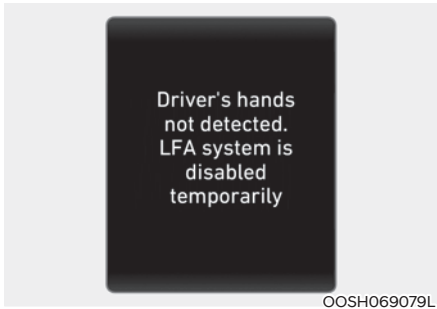 Driver's hands
not detected.
LFA system is
disabled
temporarily
OOSH069079L